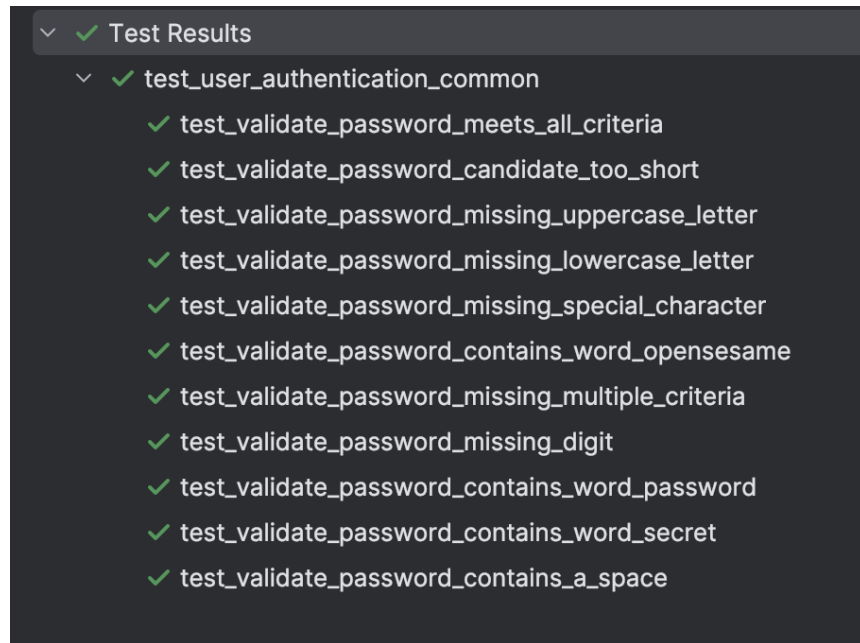 Test Results
test_user_authentication_common
test_validate_password_meets_all_criteria
test_validate_password_candidate_too_short
test_validate_password_missing_uppercase_letter
test_validate_password_missing_lowercase_letter
test_validate_password_missing_special_character
test_validate_password_contains_word_opensesame
test_validate_password_missing_multiple_criteria
test_validate_password_missing_digit
test_validate_password_contains_word_password
test_validate_password_contains_word_secret
test_validate_password_contains_a_space